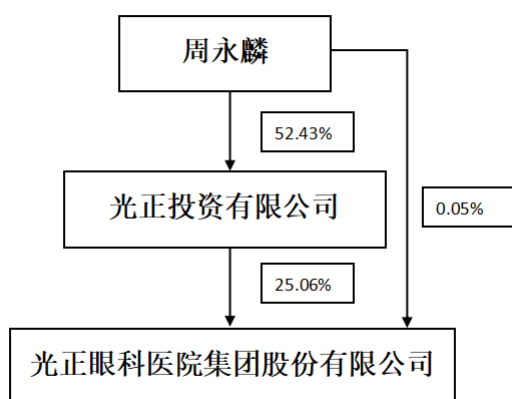 周永麟
52.43%
光正投资有限公司
0.05%
25.06%
光正眼科医院集团股份有限公司